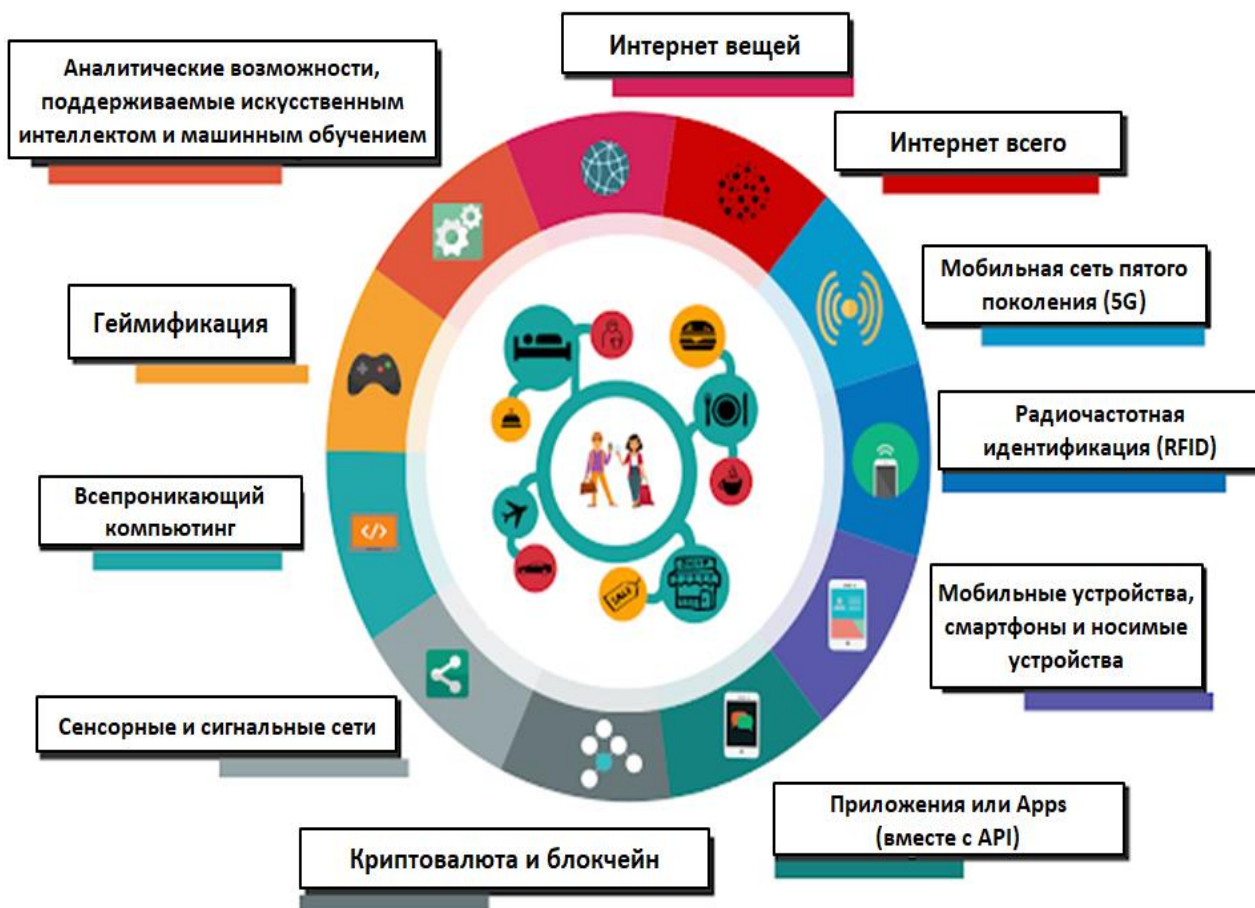 Интернет вещей
Аналитические возможности,
поддерживаемые искусственным
интеллектом и машинным обучением
Интернет всего
Мобильная сеть пятого
поколения (5G)
Геймификация
Радиочастотная
идентификация (RFID)
Всепроникающий
компьютинг
Мобильные устройства,
смартфоны и носимые
устройства
Сенсорные и сигнальные сети
Приложения или Apps
(вместе с API)
Криптовалюта и блокчейн